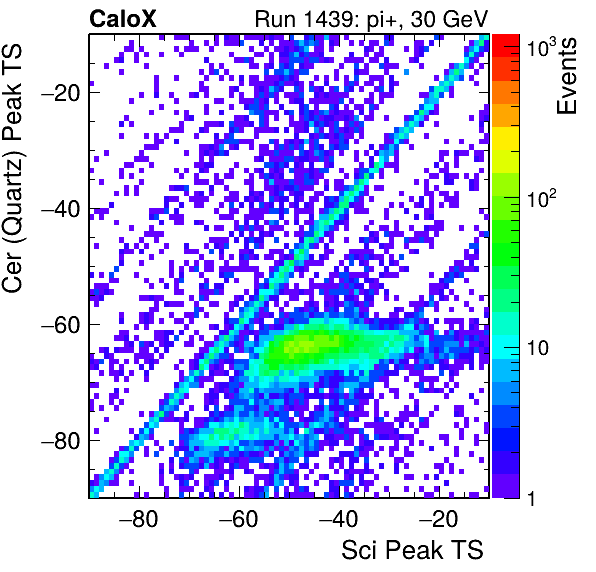 CaloX Run 1439: pi+, 30 GeV
Cer (Quartz) Peak TS
−20
−40
−60
−80
−80 −60 −40 −20
Sci Peak TS
Events
10³
10²
10
1